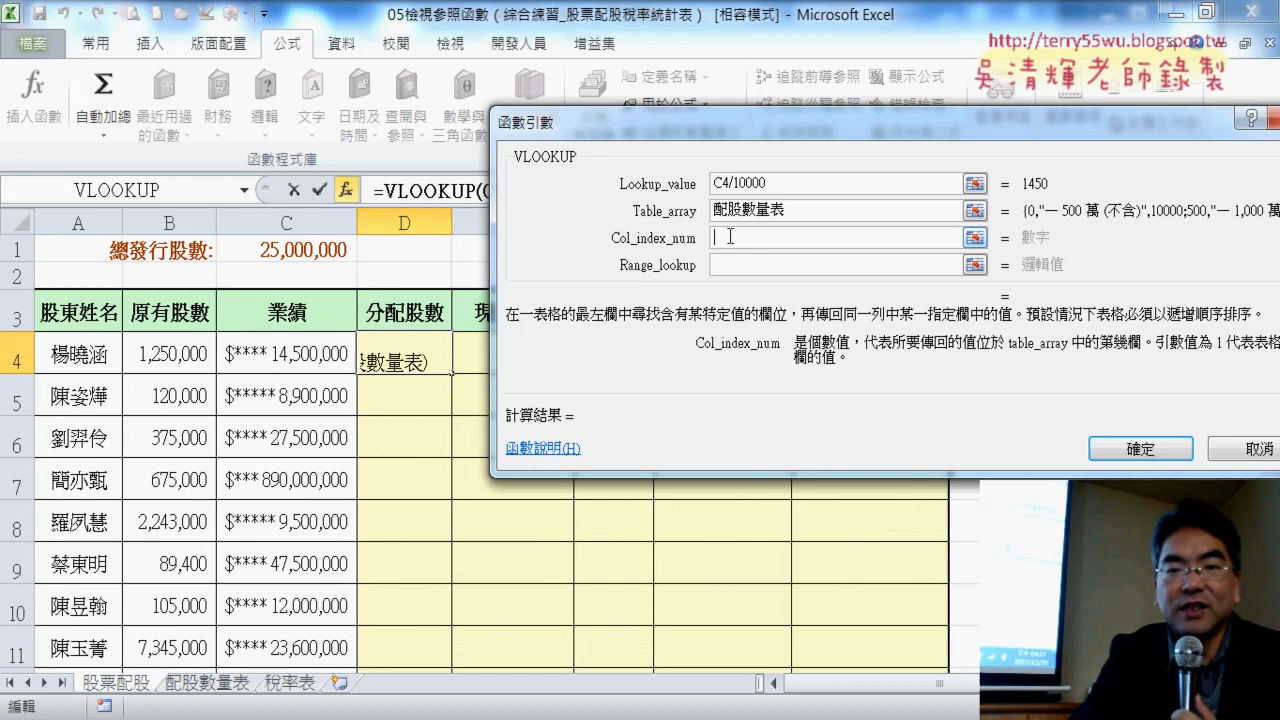 05檢視參照函數（綜合練習_股票配股稅率統計表） [相容模式] - Microsoft Excel
檔案 常用 插入 版面配置 公式 資料 校閱 檢視 開發人員 增益集
http://terry55wu.blogspot.tw
吳清輝老師錄製
插入函數 自動加總 最近用過的函數 財務 邏輯 文字 日期及時間 查閱與參照 數學與三角函數
定義名稱 追蹤前導參照 顯示公式
用於公式 追蹤從屬參照 錯誤檢查
函數程式庫
VLOOKUP =VLOOKUP(C
函數引數
VLOOKUP
Lookup_value C4/10000 = 1450
Table_array 配股數量表 = {0,"一 500 萬 (不含)",10000;500,"一 1,000 萬
Col_index_num = 數字
Range_lookup = 邏輯值
=
在一表格的最左欄中尋找含有某特定值的欄位，再傳回同一列中某一指定欄中的值。預設情況下表格必須以遞增順序排序。
Col_index_num 是個數值，代表所要傳回的值位於 table_array 中的第幾欄。引數值為 1 代表表格
欄的值。
計算結果 =
函數說明(H) 確定 取消
A B C D
1 總發行股數: 25,000,000
2
3 股東姓名 原有股數 業績 分配股數 現
4 楊曉涵 1,250,000 $**** 14,500,000 股數量表)
5 陳姿燁 120,000 $***** 8,900,000
6 劉羿伶 375,000 $**** 27,500,000
7 簡亦甄 675,000 $*** 890,000,000
8 羅夙慧 2,243,000 $***** 9,500,000
9 蔡東明 89,400 $**** 47,500,000
10 陳昱翰 105,000 $**** 12,000,000
11 陳玉菁 7,345,000 $**** 23,600,000
股票配股 配股數量表 稅率表
編輯